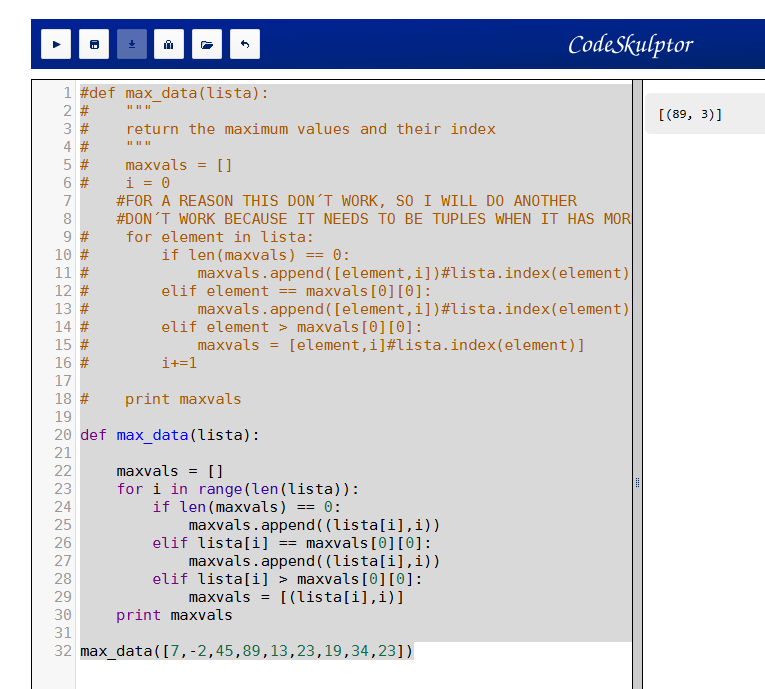 CodeSkulptor
1 #def max_data(lista):
2 #    """
3 #    return the maximum values and their index
4 #    """
5 #    maxvals = []
6 #    i = 0
7     #FOR A REASON THIS DON´T WORK, SO I WILL DO ANOTHER
8     #DON´T WORK BECAUSE IT NEEDS TO BE TUPLES WHEN IT HAS MOR
9 #    for element in lista:
10 #        if len(maxvals) == 0:
11 #            maxvals.append([element,i])#lista.index(element)
12 #        elif element == maxvals[0][0]:
13 #            maxvals.append([element,i])#lista.index(element)
14 #        elif element > maxvals[0][0]:
15 #            maxvals = [element,i]#lista.index(element)]
16 #        i+=1
17
18 #    print maxvals
19
20 def max_data(lista):
21
22     maxvals = []
23     for i in range(len(lista)):
24         if len(maxvals) == 0:
25             maxvals.append((lista[i],i))
26         elif lista[i] == maxvals[0][0]:
27             maxvals.append((lista[i],i))
28         elif lista[i] > maxvals[0][0]:
29             maxvals = [(lista[i],i)]
30     print maxvals
31
32 max_data([7,-2,45,89,13,23,19,34,23])
[(89, 3)]